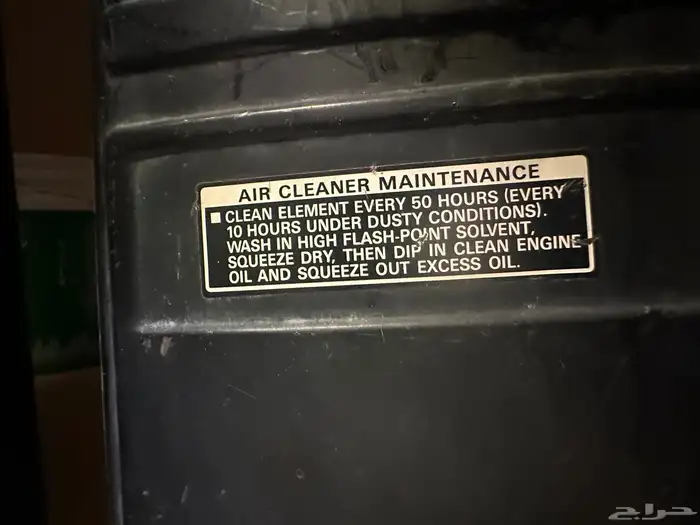 AIR CLEANER MAINTENANCE
■ CLEAN ELEMENT EVERY 50 HOURS (EVERY
10 HOURS UNDER DUSTY CONDITIONS).
WASH IN HIGH FLASH-POINT SOLVENT,
SQUEEZE DRY, THEN DIP IN CLEAN ENGINE
OIL AND SQUEEZE OUT EXCESS OIL.
حراج